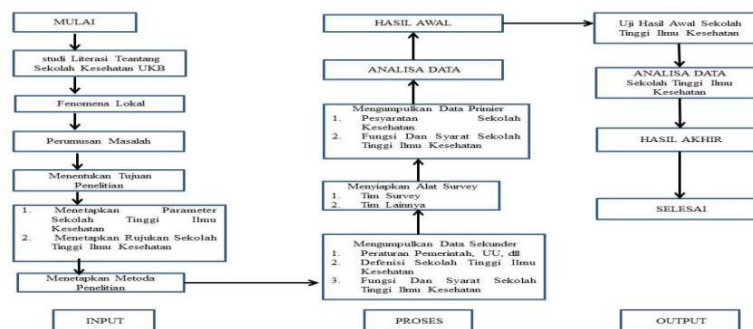 MULAI
studi Literasi Teantang
Sekolah Kesehatan UKB
Fenomena Lokal
Perumusan Masalah
Menentukan Tujuan
Penelitian
1. Menetapkan Parameter
Sekolah Tinggi Ilmu
Kesehatan
2. Menetapkan Rujukan Sekolah
Tinggi Ilmu Kesehatan
Menetapkan Metoda
Penelitian
INPUT
HASIL AWAL
ANALISA DATA
Mengumpulkan Data Primier
1. Pesyaratan Sekolah
Kesehatan
2. Fungsi Dan Syarat Sekolah
Tinggi Ilmu Kesehatan
Menyiapkan Alat Survey
1. Tim Survey
2. Tim Lainnya
Mengumpulkan Data Sekunder
1. Peraturan Pemerintah, UU, dll
2. Defenisi Sekolah Tinggi Ilmu
Kesehatan
3. Fungsi Dan Syarat Sekolah
Tinggi Ilmu Kesehatan
PROSES
Uji Hasil Awal Sekolah
Tinggi Ilmu Kesehatan
ANALISA DATA
Sekolah Tinggi Ilmu
Kesehatan
HASIL AKHIR
SELESAI
OUTPUT